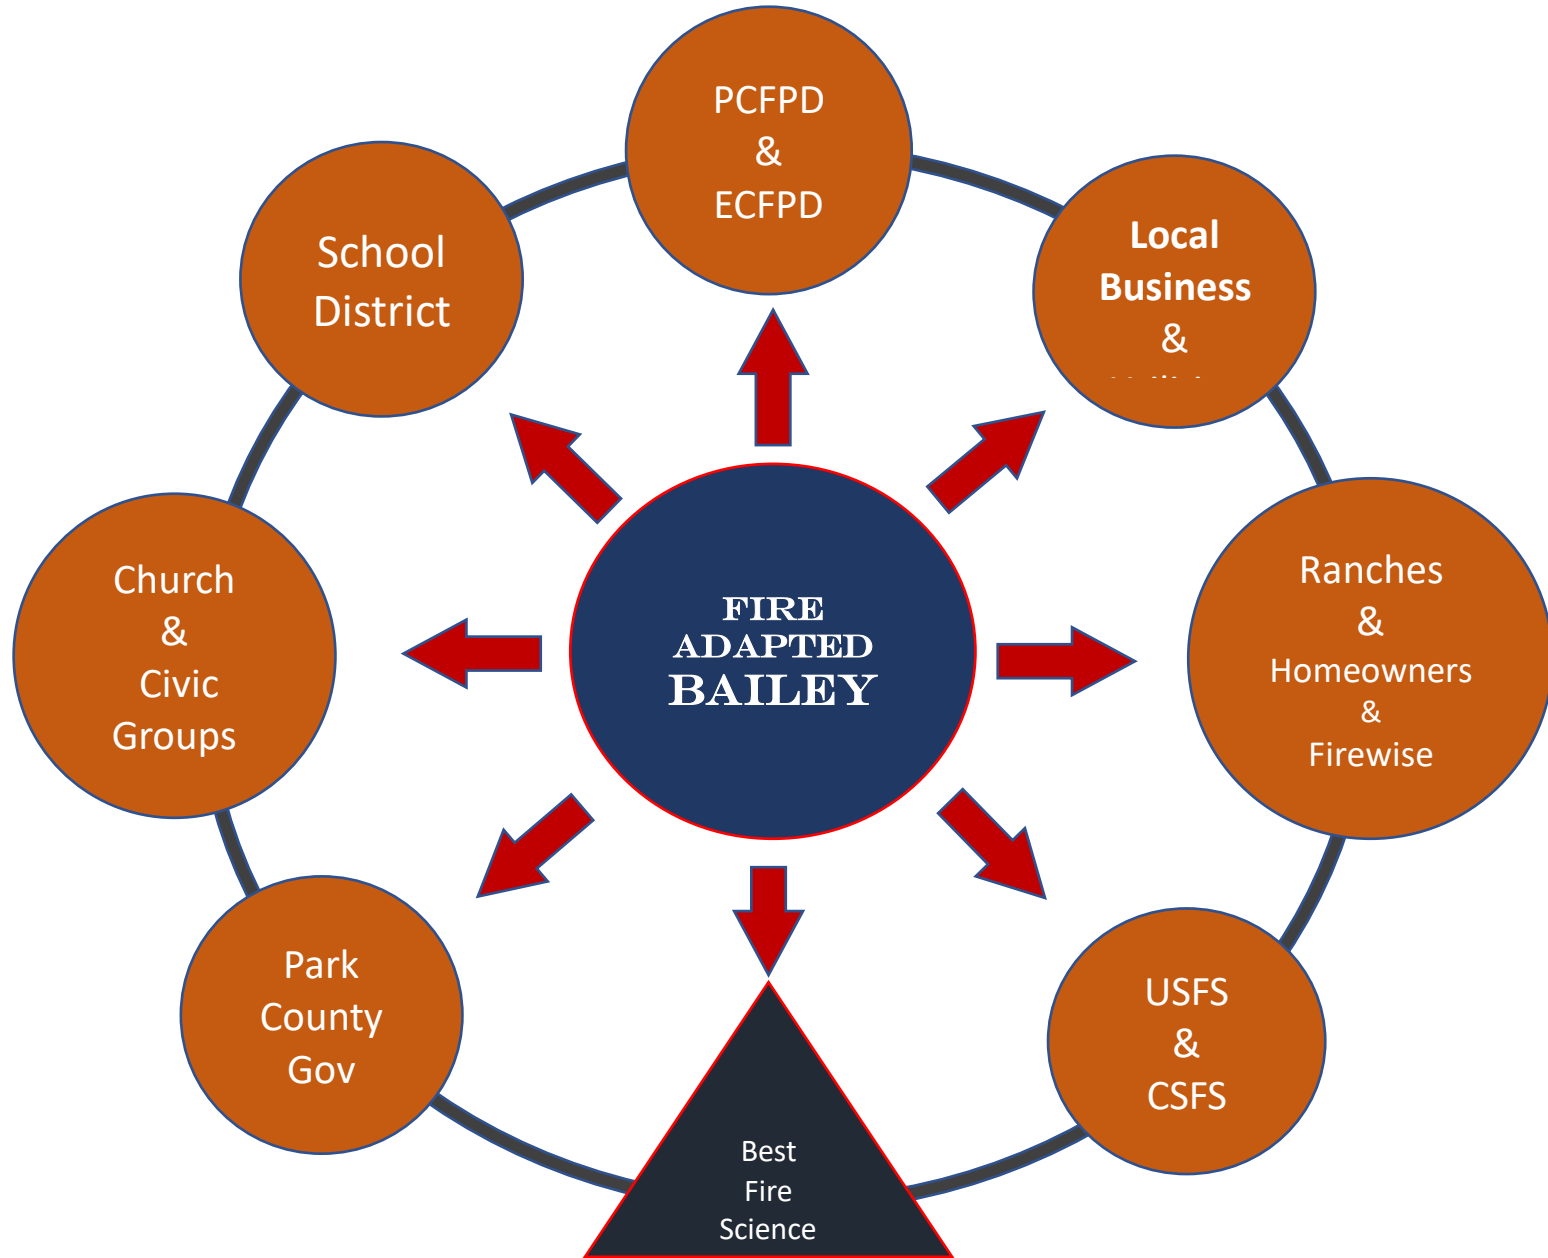 PCFPD
&
ECFPD
School
District
Local
Business
&
Church
&
Civic
Groups
FIRE
ADAPTED
BAILEY
Ranches
&
Homeowners
&
Firewise
Park
County
Gov
USFS
&
CSFS
Best
Fire
Science